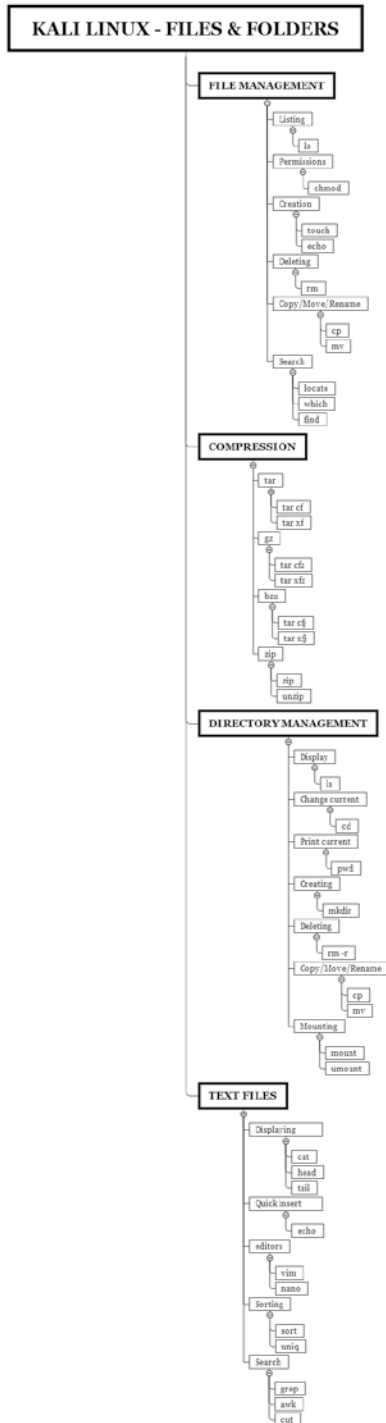 KALI LINUX - FILES & FOLDERS
FILE MANAGEMENT
Listing
ls
Permissions
chmod
Creation
touch
echo
Deleting
rm
Copy/Move/Rename
cp
mv
Search
locate
which
find
COMPRESSION
tar
tar cf
tar xf
gz
tar cfz
tar xfz
bz2
tar cfj
tar xfj
zip
zip
unzip
DIRECTORY MANAGEMENT
Display
ls
Change current
cd
Print current
pwd
Creating
mkdir
Deleting
rm -r
Copy/Move/Rename
cp
mv
Mounting
mount
umount
TEXT FILES
Displaying
cat
head
tail
Quick insert
echo
editors
vim
nano
Sorting
sort
uniq
Search
grep
awk
cut